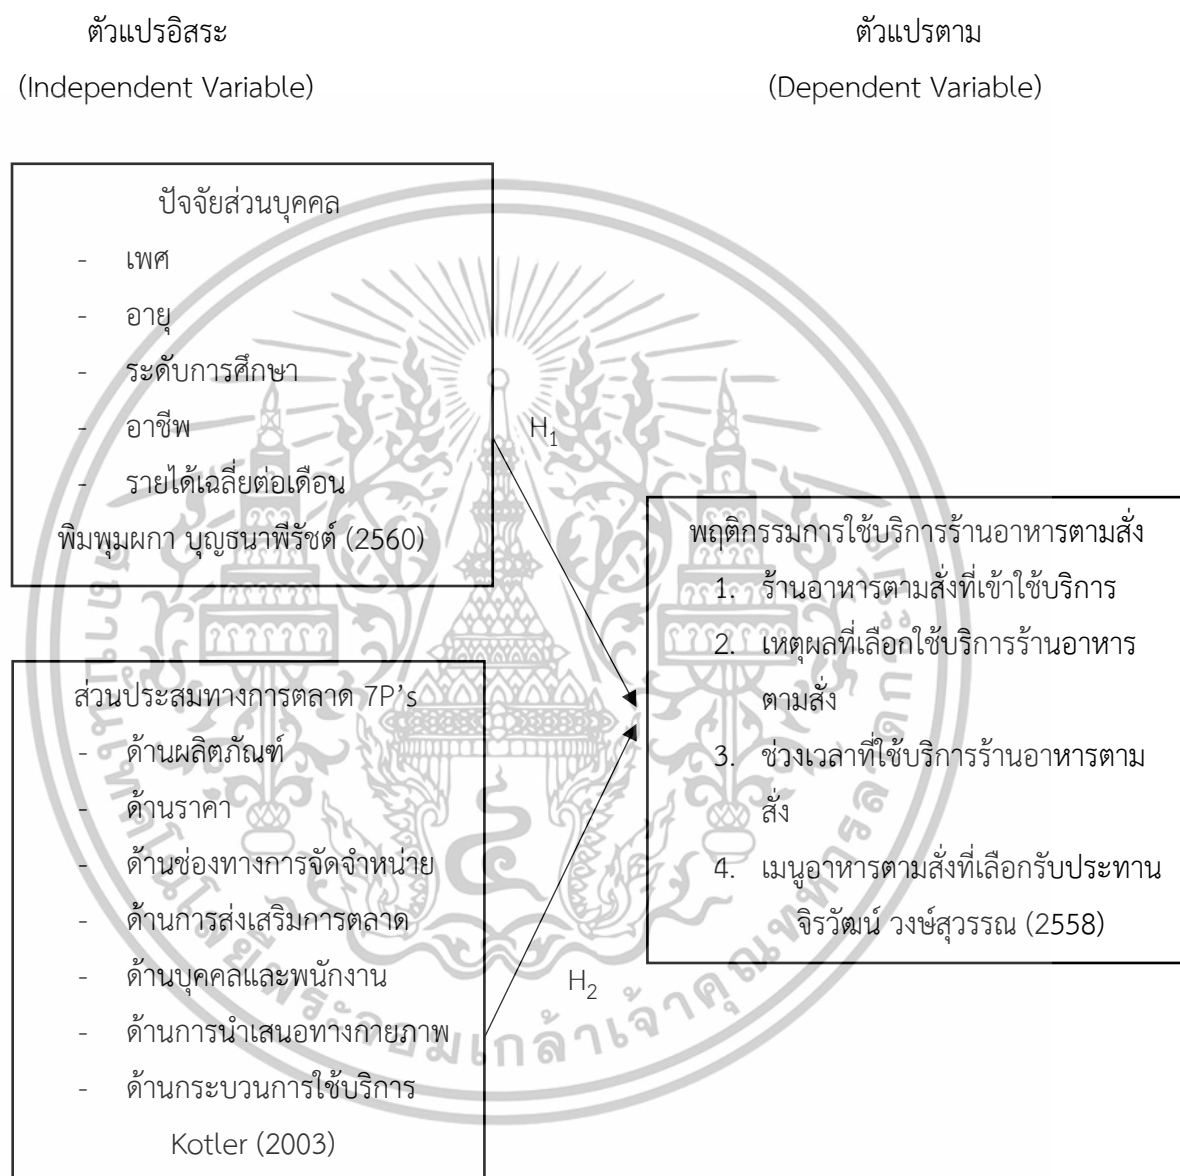 ตัวแปรอิสระ
(Independent Variable)
ตัวแปรตาม
(Dependent Variable)
ปัจจัยส่วนบุคคล
- เพศ
- อายุ
- ระดับการศึกษา
- อาชีพ
- รายได้เฉลี่ยต่อเดือน
พิมพุมผกา บุญธนาพีรัชต์ (2560)
H₁
ส่วนประสมทางการตลาด 7P’s
- ด้านผลิตภัณฑ์
- ด้านราคา
- ด้านช่องทางการจัดจำหน่าย
- ด้านการส่งเสริมการตลาด
- ด้านบุคคลและพนักงาน
- ด้านการนำเสนอทางกายภาพ
- ด้านกระบวนการใช้บริการ
Kotler (2003)
H₂
พฤติกรรมการใช้บริการร้านอาหารตามสั่ง
1. ร้านอาหารตามสั่งที่เข้าใช้บริการ
2. เหตุผลที่เลือกใช้บริการร้านอาหาร
ตามสั่ง
3. ช่วงเวลาที่ใช้บริการร้านอาหารตาม
สั่ง
4. เมนูอาหารตามสั่งที่เลือกรับประทาน
จิรวัฒน์ วงษ์สุวรรณ (2558)